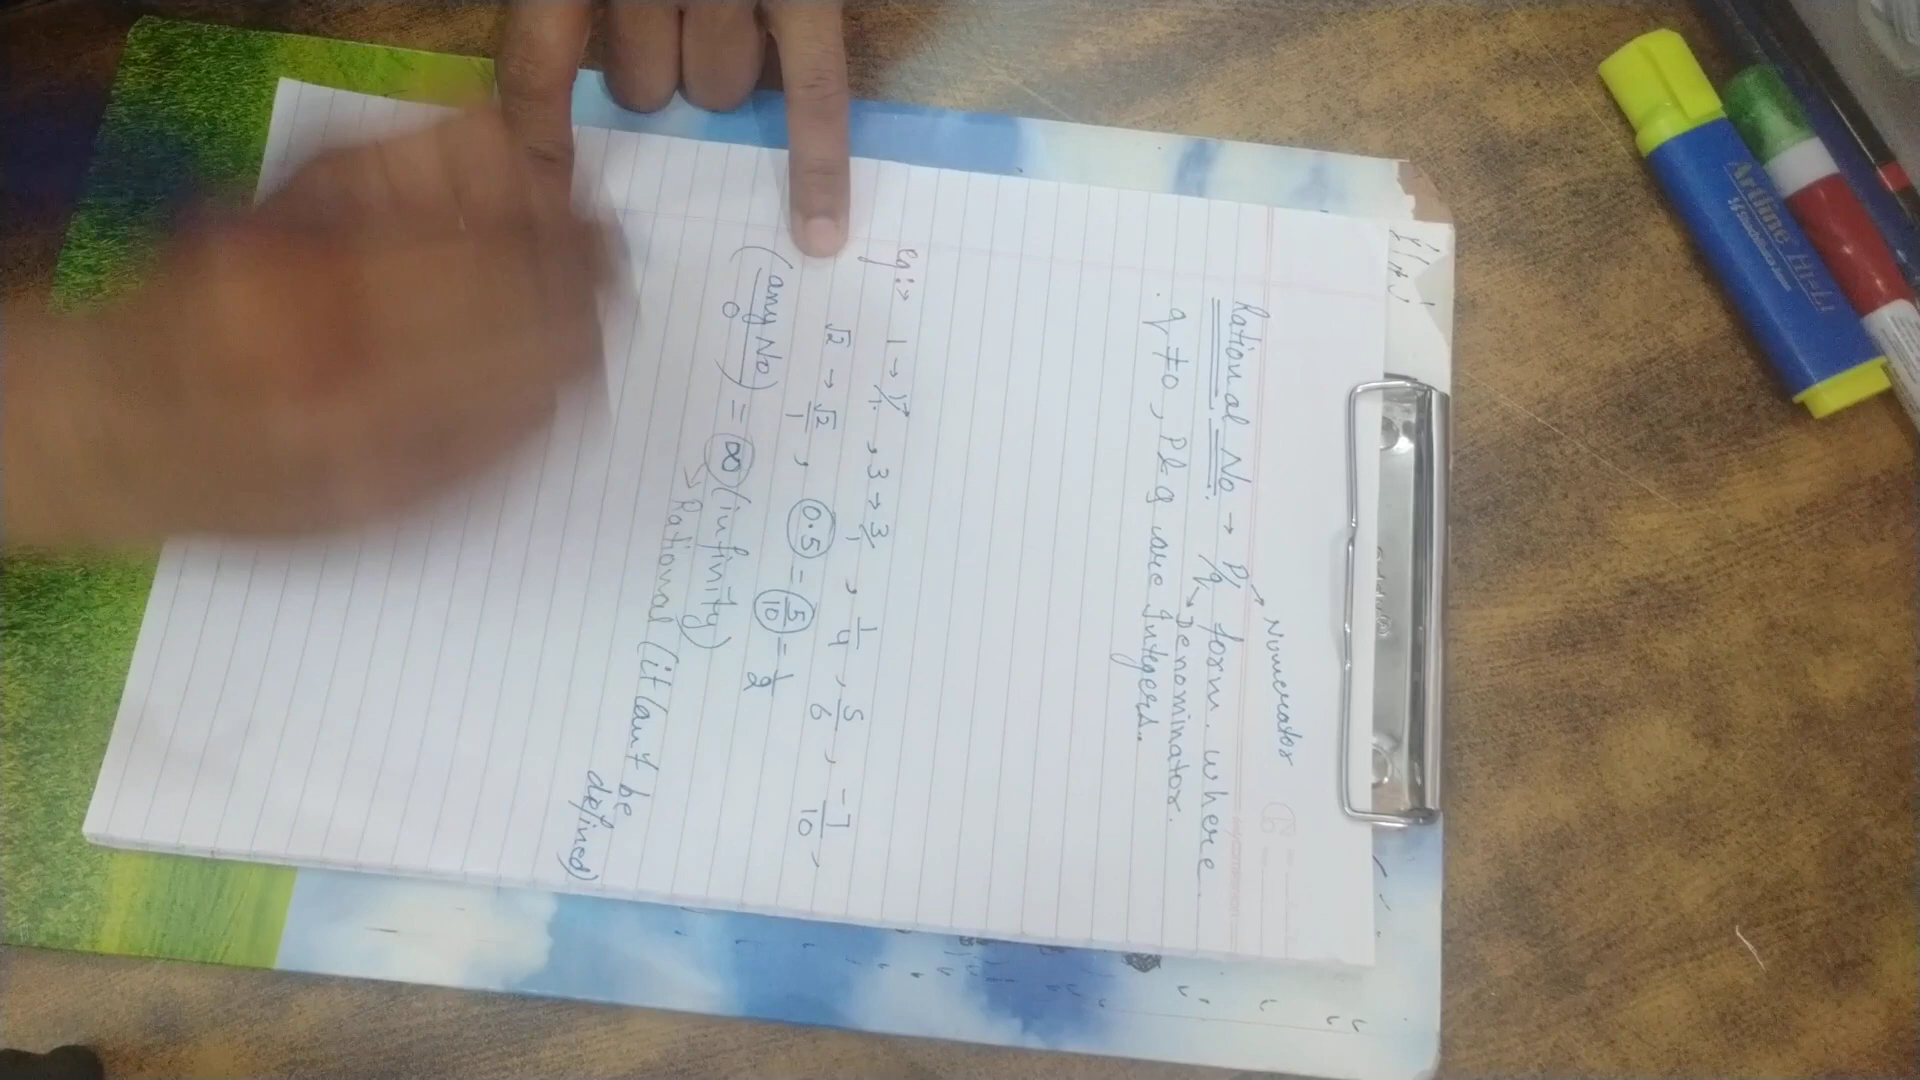 Numerator
Rational No. → P/q form. where
Denominator.
q ≠ 0, P & q are Integers.
eg:→ 1 → 1/1, 3 → 3/1, 1/4, 5/6, -7/10,
√2 → √2/1, 0.5 = 5/10 = 1/2
(any No/0) = ∞ (infinity)
→ Rational (it can't be
defined)
Artline Hi-Li